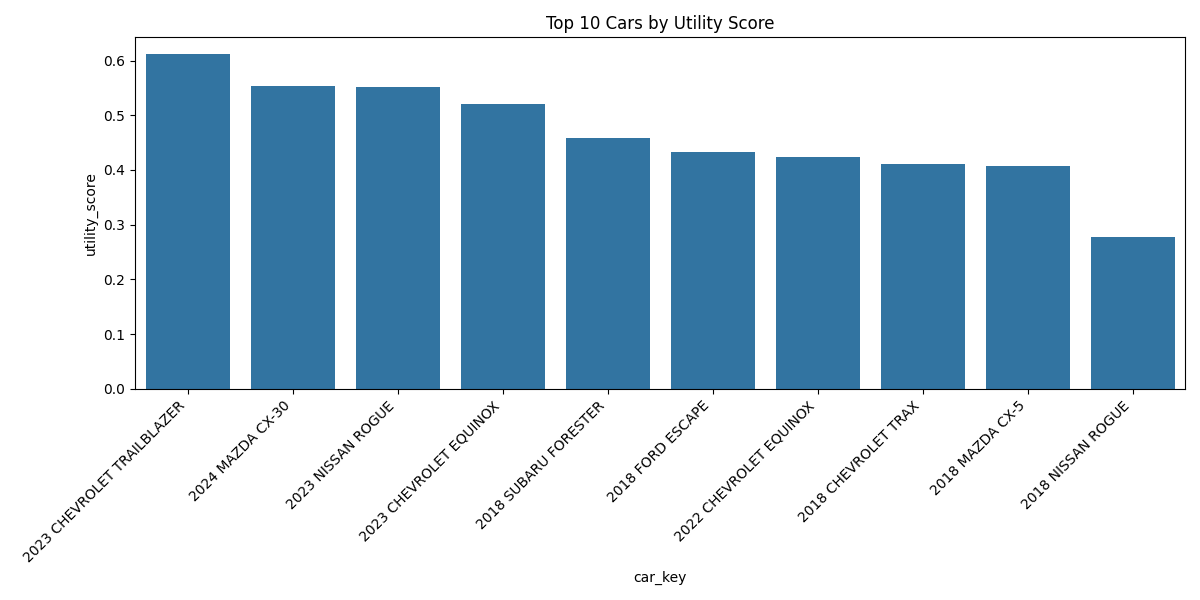 Top 10 Cars by Utility Score
utility_score
0.6
0.5
0.4
0.3
0.2
0.1
0.0
2023 CHEVROLET TRAILBLAZER
2024 MAZDA CX-30
2023 NISSAN ROGUE
2023 CHEVROLET EQUINOX
2018 SUBARU FORESTER
2018 FORD ESCAPE
2022 CHEVROLET EQUINOX
2018 CHEVROLET TRAX
2018 MAZDA CX-5
2018 NISSAN ROGUE
car_key